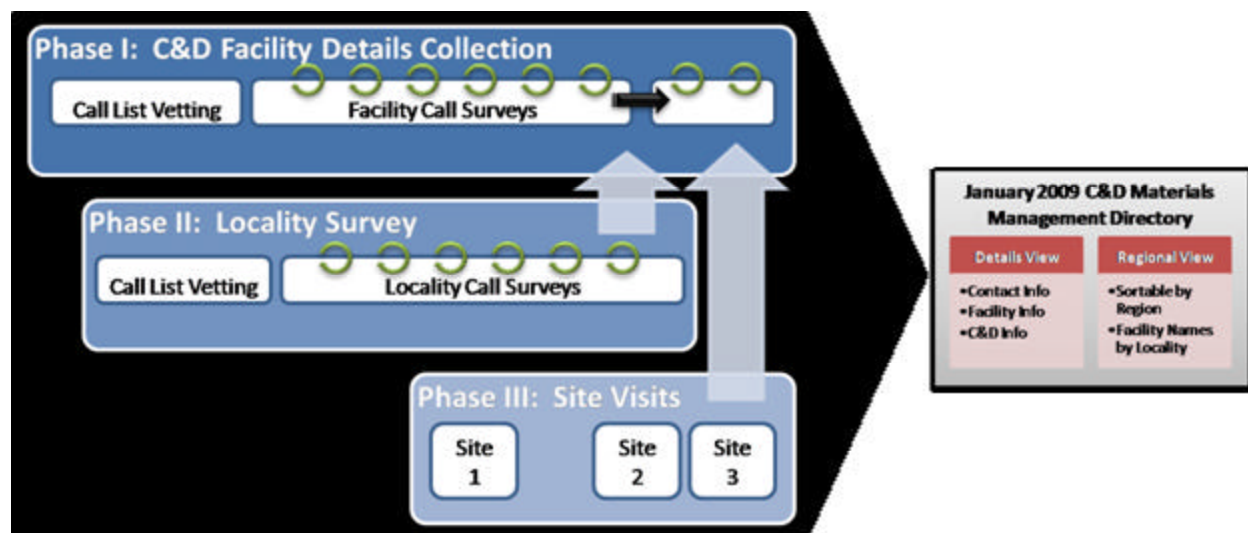 Phase I: C&D Facility Details Collection
Call List Vetting
Facility Call Surveys
Phase II: Locality Survey
Call List Vetting
Locality Call Surveys
Phase III: Site Visits
Site
1
Site
2
Site
3
January 2009 C&D Materials
Management Directory
Details View
•Contact Info
•Facility Info
•C&D Info
Regional View
•Sortable by
Region
•Facility Names
by Locality